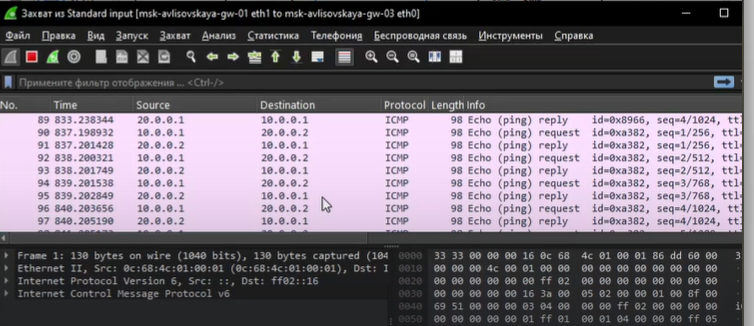 Захват из Standard input [msk-avlisovskaya-gw-01 eth1 to msk-avlisovskaya-gw-03 eth0]
Файл Правка Вид Запуск Захват Анализ Статистика Телефония Беспроводная связь Инструменты Справка
Примените фильтр отображения ... <Ctrl-/>
No. Time Source Destination Protocol Length Info
89 833.238344 20.0.0.1 10.0.0.1 ICMP 98 Echo (ping) reply id=0x8966, seq=4/1024, ttl=
90 837.198932 10.0.0.1 20.0.0.2 ICMP 98 Echo (ping) request id=0xa382, seq=1/256, ttl=
91 837.201428 20.0.0.2 10.0.0.1 ICMP 98 Echo (ping) reply id=0xa382, seq=1/256, ttl=
92 838.200321 10.0.0.1 20.0.0.2 ICMP 98 Echo (ping) request id=0xa382, seq=2/512, ttl=
93 838.201749 20.0.0.2 10.0.0.1 ICMP 98 Echo (ping) reply id=0xa382, seq=2/512, ttl=
94 839.201538 10.0.0.1 20.0.0.2 ICMP 98 Echo (ping) request id=0xa382, seq=3/768, ttl=
95 839.202849 20.0.0.2 10.0.0.1 ICMP 98 Echo (ping) reply id=0xa382, seq=3/768, ttl=
96 840.203656 10.0.0.1 20.0.0.2 ICMP 98 Echo (ping) request id=0xa382, seq=4/1024, ttl=
97 840.205190 20.0.0.2 10.0.0.1 ICMP 98 Echo (ping) reply id=0xa382, seq=4/1024, ttl=
Frame 1: 130 bytes on wire (1040 bits), 130 bytes captured (104
Ethernet II, Src: 0c:68:4c:01:00:01 (0c:68:4c:01:00:01), Dst: I
Internet Protocol Version 6, Src: ::, Dst: ff02::16
Internet Control Message Protocol v6
0000 33 33 00 00 00 16 0c 68 4c 01 00 01 86 dd 60 00 3
0010 00 00 00 4c 00 01 00 00 00 00 00 00 00 00 00 00
0020 00 00 00 00 00 00 ff 02 00 00 00 00 00 00 00 00
0030 00 00 00 00 00 16 3a 00 05 02 00 00 01 00 8f 00
0040 69 51 00 00 00 03 04 00 00 00 ff 02 00 00 00 00
0050 00 00 00 00 00 01 ff 01 00 01 04 00 00 00 ff 05